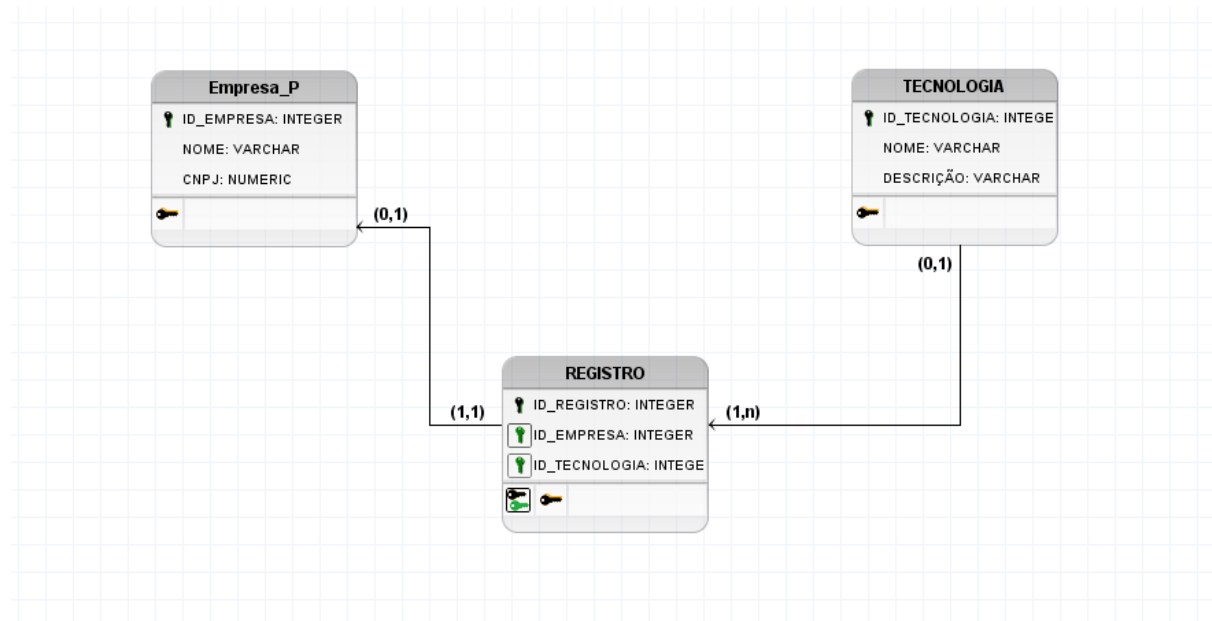 Empresa_P
ID_EMPRESA: INTEGER
NOME: VARCHAR
CNPJ: NUMERIC
(0,1)
TECNOLOGIA
ID_TECNOLOGIA: INTEGE
NOME: VARCHAR
DESCRIÇÃO: VARCHAR
(0,1)
REGISTRO
ID_REGISTRO: INTEGER
ID_EMPRESA: INTEGER
ID_TECNOLOGIA: INTEGE
(1,1)
(1,n)